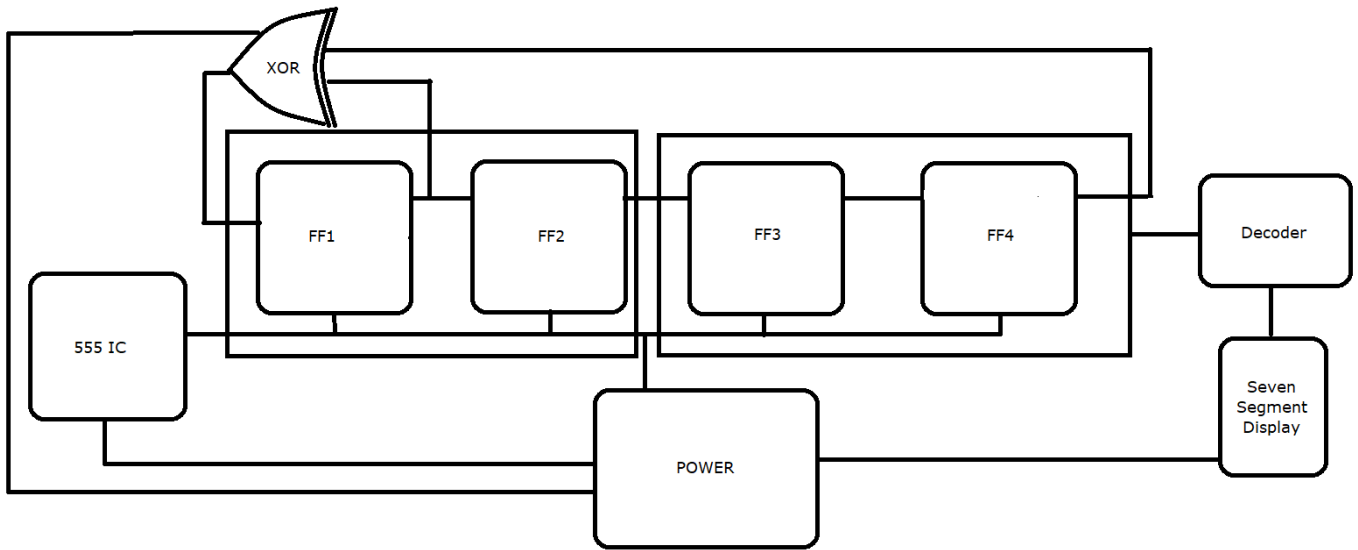 XOR
FF1
FF2
FF3
FF4
Decoder
555 IC
Seven
Segment
Display
POWER